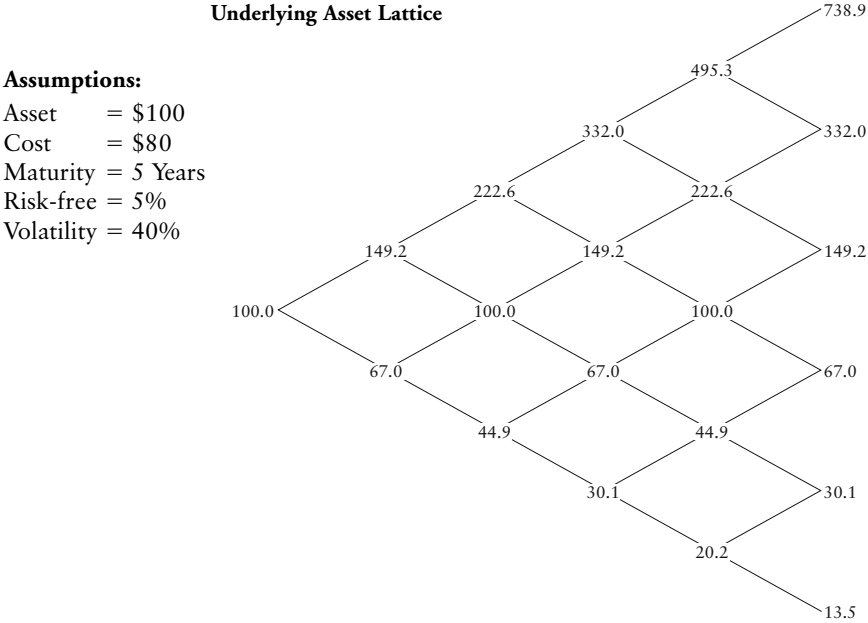 Underlying Asset Lattice
Assumptions:
Asset = $100
Cost = $80
Maturity = 5 Years
Risk-free = 5%
Volatility = 40%
738.9
495.3
332.0 332.0
222.6 222.6
149.2 149.2 149.2
100.0 100.0 100.0
67.0 67.0 67.0
44.9 44.9
30.1 30.1
20.2
13.5